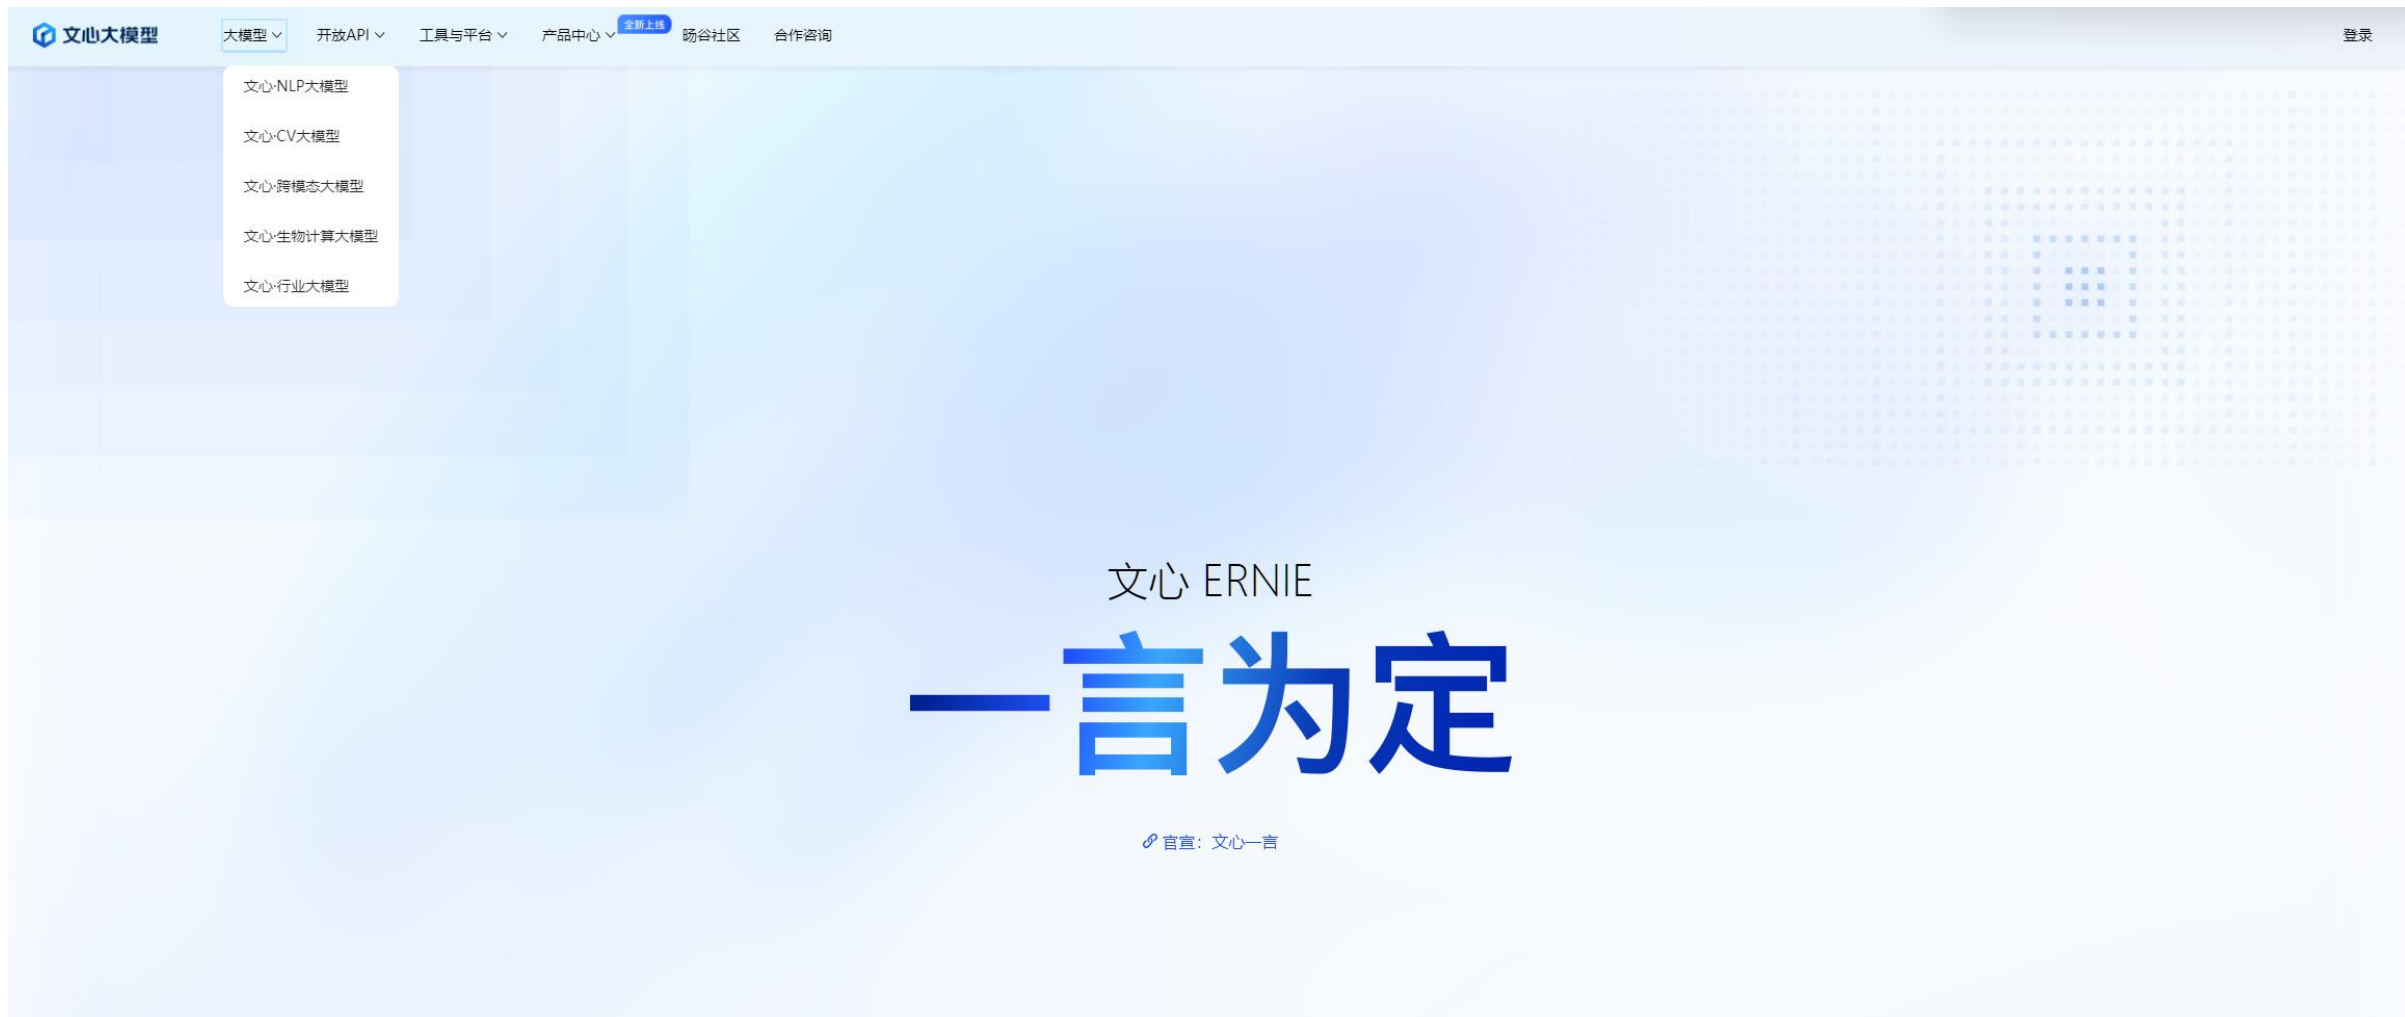 文心大模型
大模型 开放API 工具与平台 产品中心 全新上线 旸谷社区 合作咨询 登录
文心·NLP大模型
文心·CV大模型
文心·跨模态大模型
文心·生物计算大模型
文心·行业大模型
文心 ERNIE
一言为定
官宣：文心一言